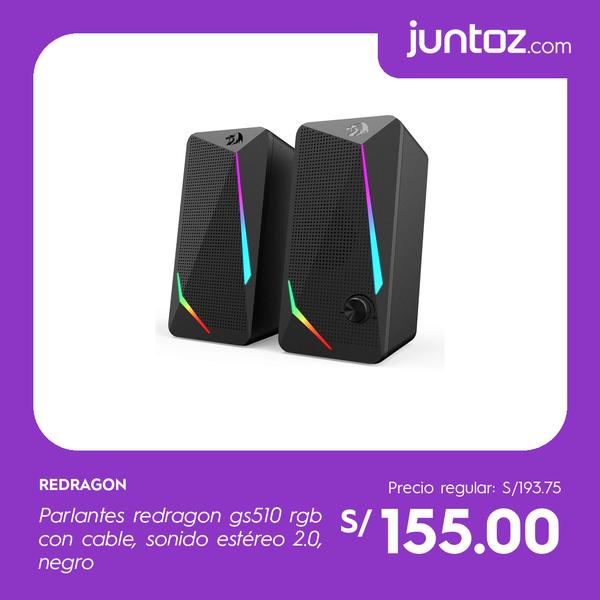 juntoz.com
REDRAGON
Parlantes redragon gs510 rgb
con cable, sonido estéreo 2.0,
negro
Precio regular: S/193.75
S/155.00